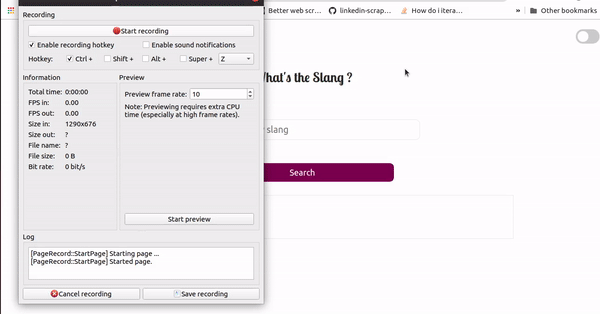 Better web scr...
linkedin-scrap...
How do i itera...
»
Other bookmarks
Recording
Start recording
Enable recording hotkey
Enable sound notifications
Hotkey:
Ctrl +
Shift +
Alt +
Super +
Z
Information
Total time: 0:00:00
FPS in: 0.00
FPS out: 0.00
Size in: 1290x676
Size out: ?
File name: ?
File size: 0 B
Bit rate: 0 bit/s
Preview
Preview frame rate: 10
Note: Previewing requires extra CPU
time (especially at high frame rates).
Start preview
Log
[PageRecord::StartPage] Starting page ...
[PageRecord::StartPage] Started page.
Cancel recording
Save recording
What's the Slang ?
slang
Search